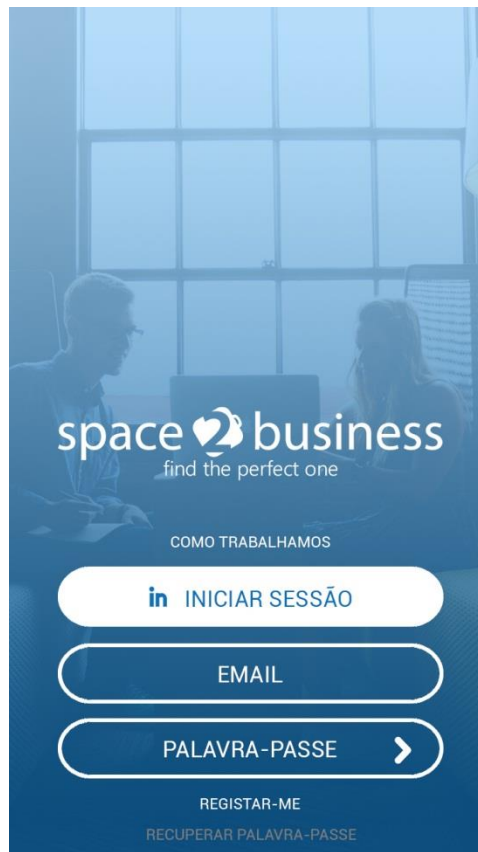 space 2 business
find the perfect one
COMO TRABALHAMOS
in INICIAR SESSÃO
EMAIL
PALAVRA-PASSE
REGISTAR-ME
RECUPERAR PALAVRA-PASSE